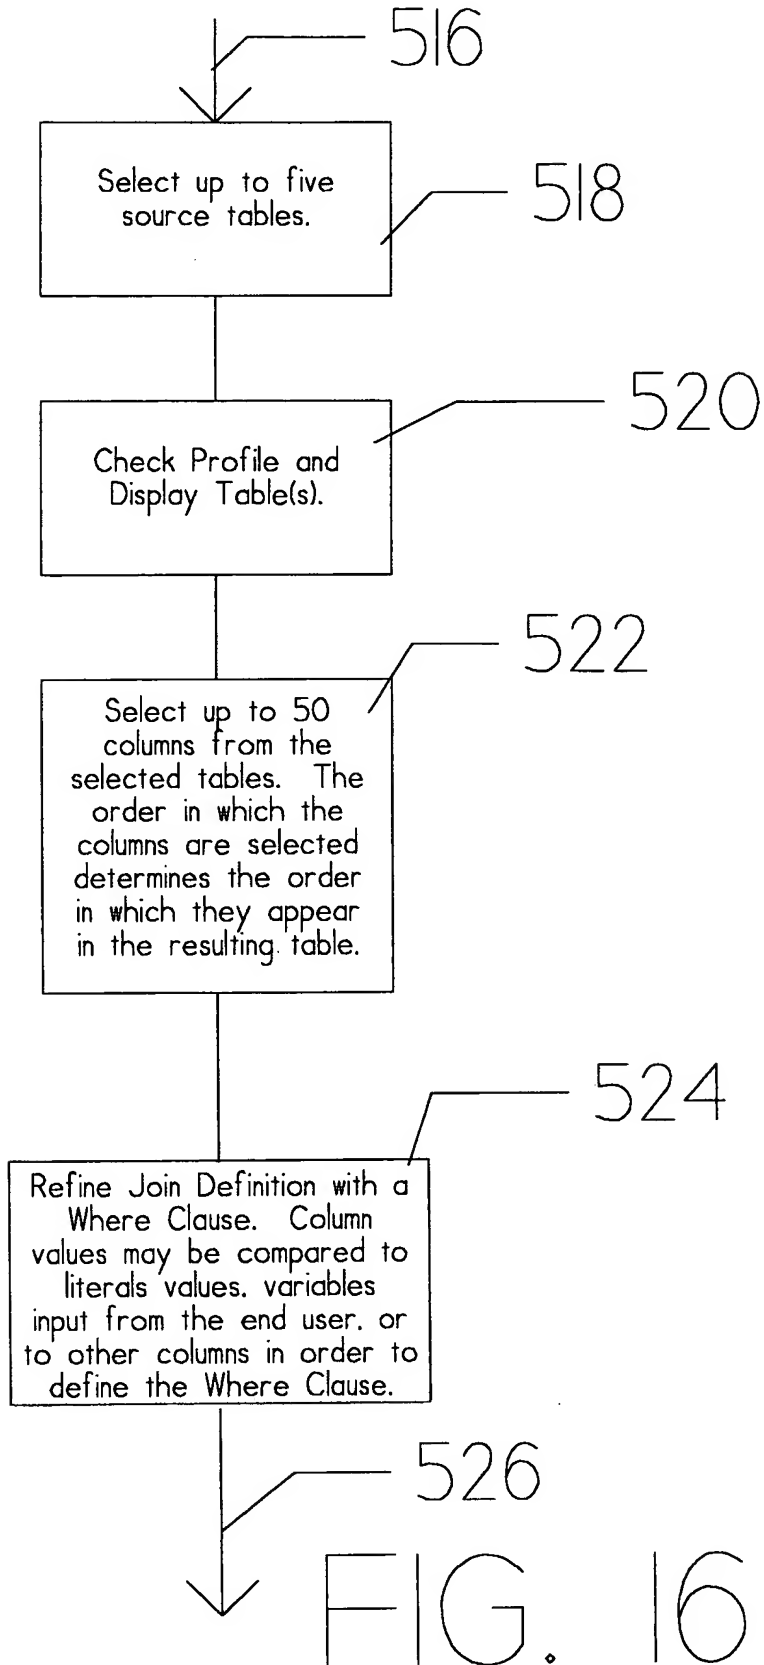 516
Select up to five
source tables.
518
520
Check Profile and
Display Table(s).
522
Select up to 50
columns from the
selected tables. The
order in which the
columns are selected
determines the order
in which they appear
in the resulting table.
524
Refine Join Definition with a
Where Clause. Column
values may be compared to
literals values. variables
input from the end user. or
to other columns in order to
define the Where Clause.
526
FIG. 16